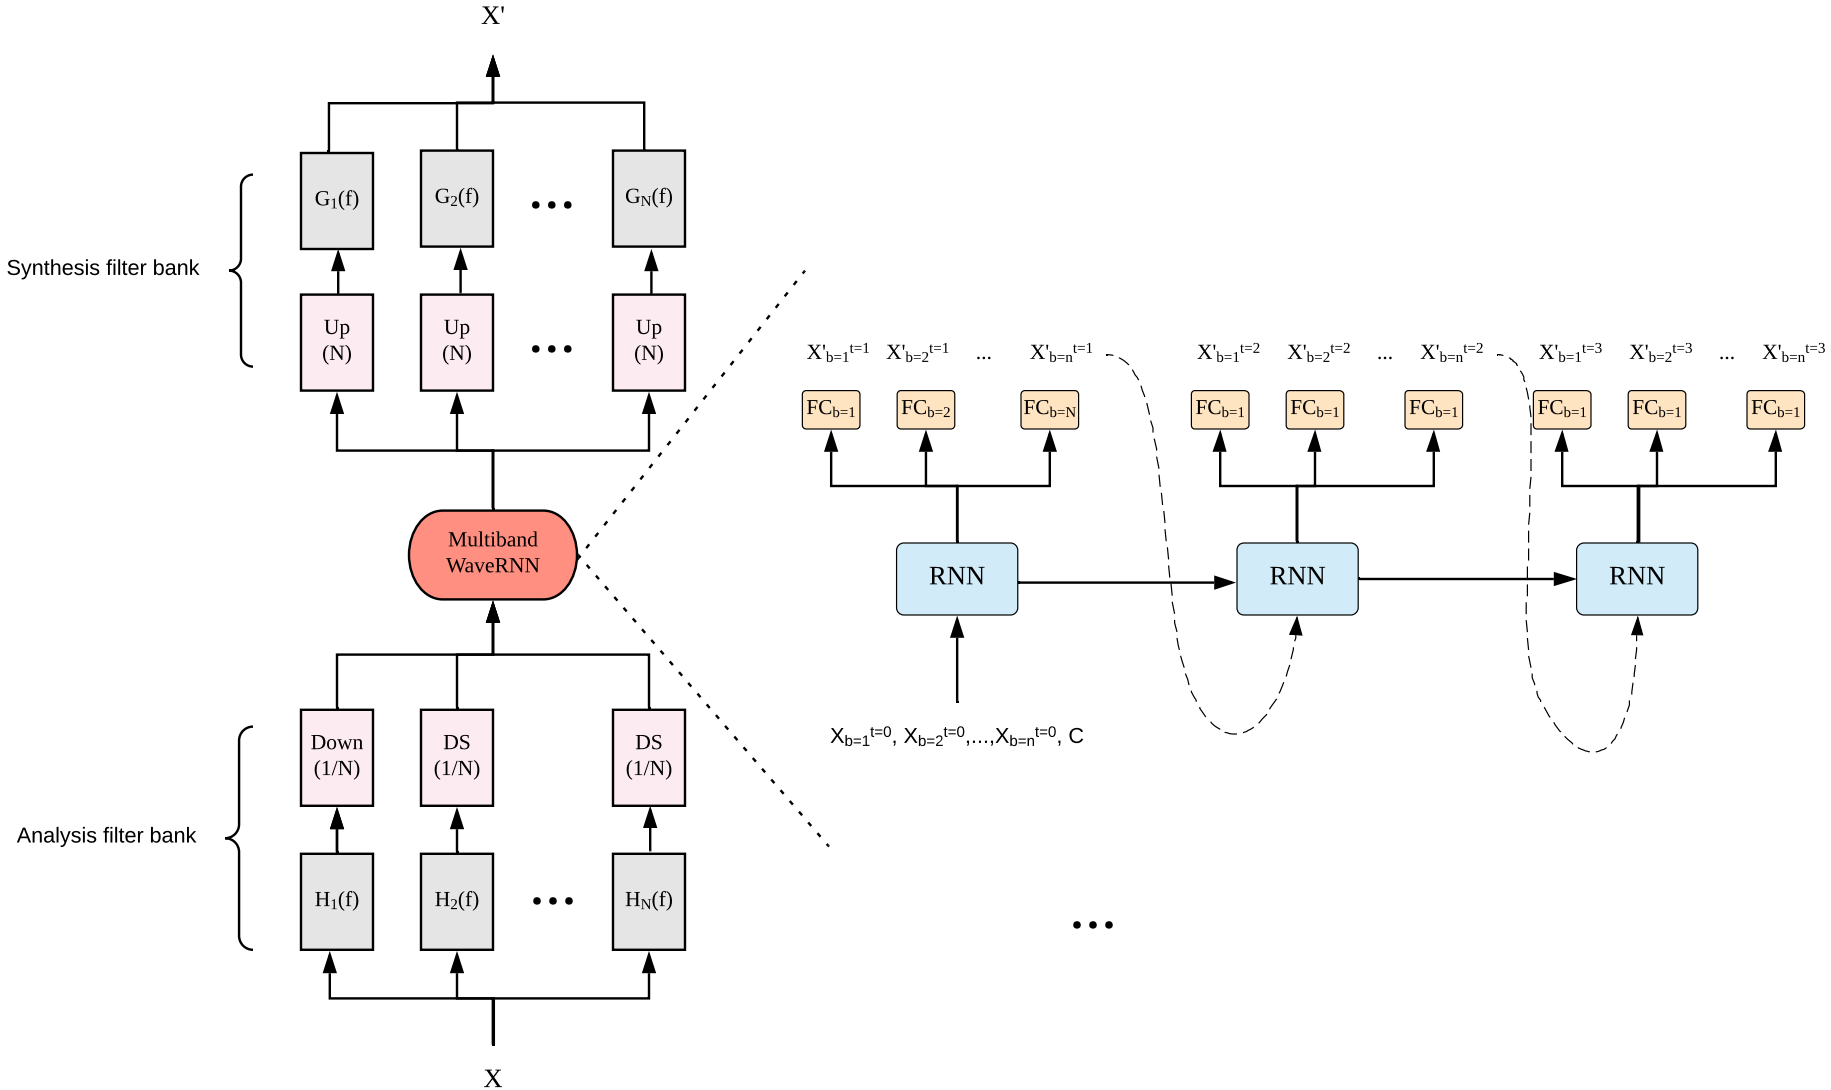 X'
G1(f) G2(f) ... GN(f)
Synthesis filter bank
Up
(N)
Up
(N)
...
Up
(N)
Multiband
WaveRNN
Down
(1/N)
DS
(1/N)
DS
(1/N)
Analysis filter bank
H1(f) H2(f) ... HN(f)
X
X'b=1t=1 X'b=2t=1 ... X'b=nt=1 X'b=1t=2 X'b=2t=2 ... X'b=nt=2 X'b=1t=3 X'b=2t=3 ... X'b=nt=3
FCb=1 FCb=2 FCb=N FCb=1 FCb=1 FCb=1 FCb=1 FCb=1 FCb=1
RNN RNN RNN
Xb=1t=0, Xb=2t=0,...,Xb=nt=0, C
...